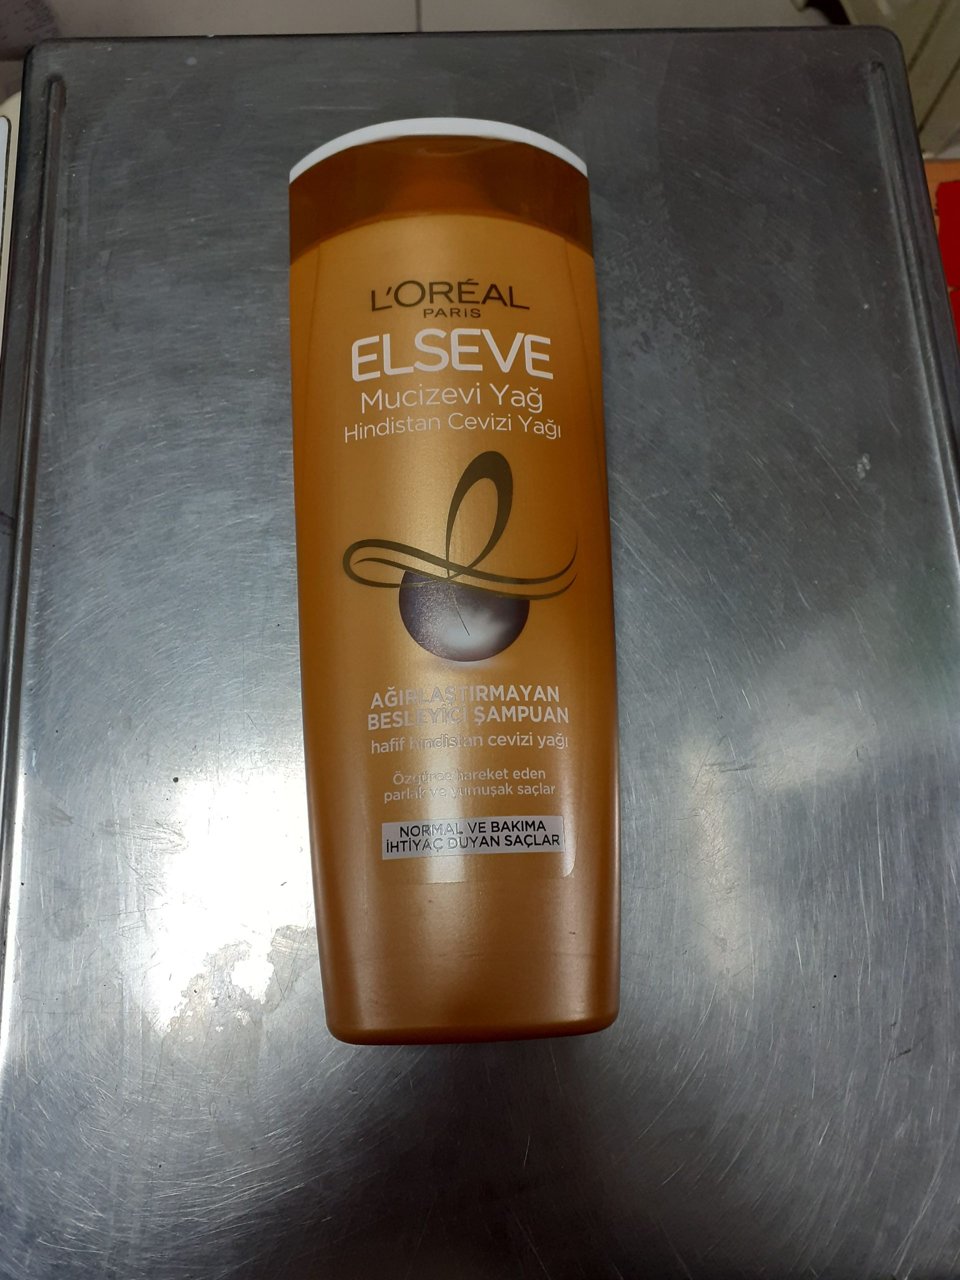 L'ORÉAL
PARIS
ELSEVE
Mucizevi Yağ
Hindistan Cevizi Yağı
AĞIRLAŞTIRMAYAN
BESLEYİCİ ŞAMPUAN
hafif hindistan cevizi yağı
Özgürce hareket eden
parlak ve yumuşak saçlar
NORMAL VE BAKIMA
İHTİYAÇ DUYAN SAÇLAR